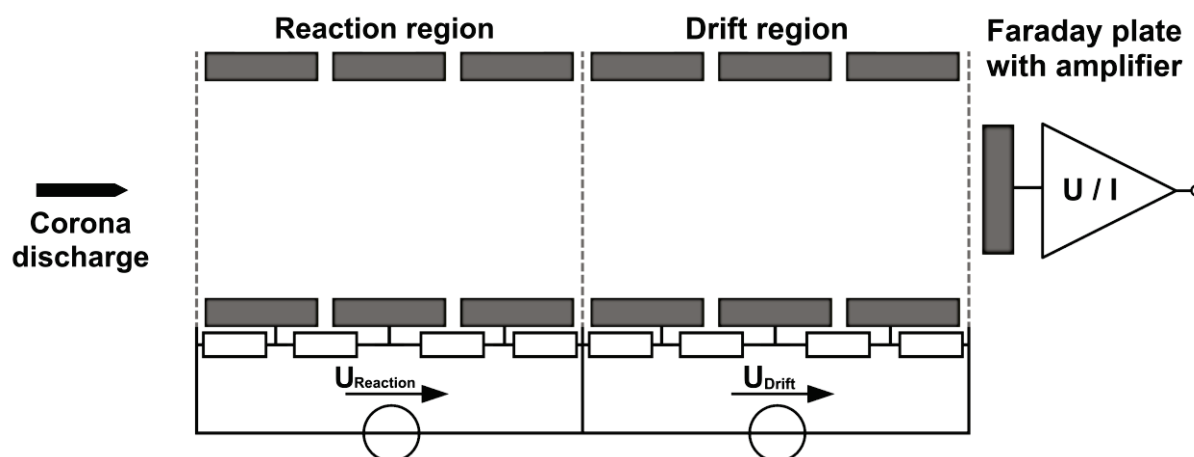 Reaction region
Drift region
Faraday plate
with amplifier
Corona
discharge
U / I
UReaction
UDrift